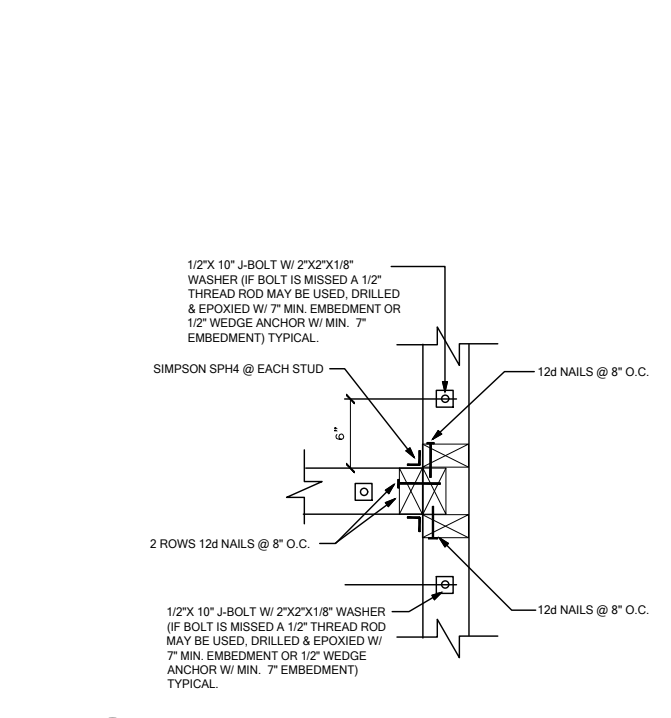 1/2"X 10" J-BOLT W/ 2"X2"X1/8"
WASHER (IF BOLT IS MISSED A 1/2"
THREAD ROD MAY BE USED, DRILLED
& EPOXIED W/ 7" MIN. EMBEDMENT OR
1/2" WEDGE ANCHOR W/ MIN. 7"
EMBEDMENT) TYPICAL.
SIMPSON SPH4 @ EACH STUD
12d NAILS @ 8" O.C.
6"
2 ROWS 12d NAILS @ 8" O.C.
1/2"X 10" J-BOLT W/ 2"X2"X1/8" WASHER
(IF BOLT IS MISSED A 1/2" THREAD ROD
MAY BE USED, DRILLED & EPOXIED W/
7" MIN. EMBEDMENT OR 1/2" WEDGE
ANCHOR W/ MIN. 7" EMBEDMENT)
TYPICAL.
12d NAILS @ 8" O.C.